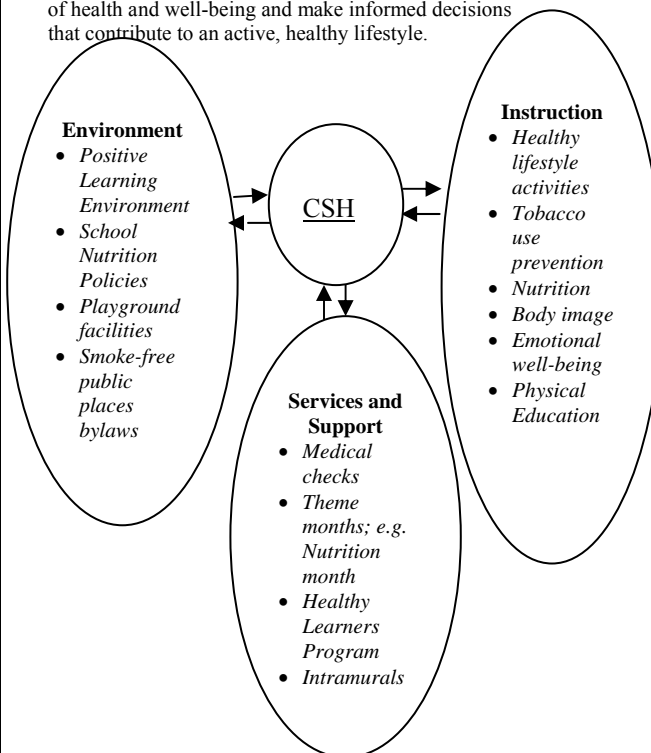 of health and well-being and make informed decisions
that contribute to an active, healthy lifestyle.
Environment
• Positive
Learning
Environment
• School
Nutrition
Policies
• Playground
facilities
• Smoke-free
public
places
bylaws
CSH
Instruction
• Healthy
lifestyle
activities
• Tobacco
use
prevention
• Nutrition
• Body image
• Emotional
well-being
• Physical
Education
Services and
Support
• Medical
checks
• Theme
months; e.g.
Nutrition
month
• Healthy
Learners
Program
• Intramurals